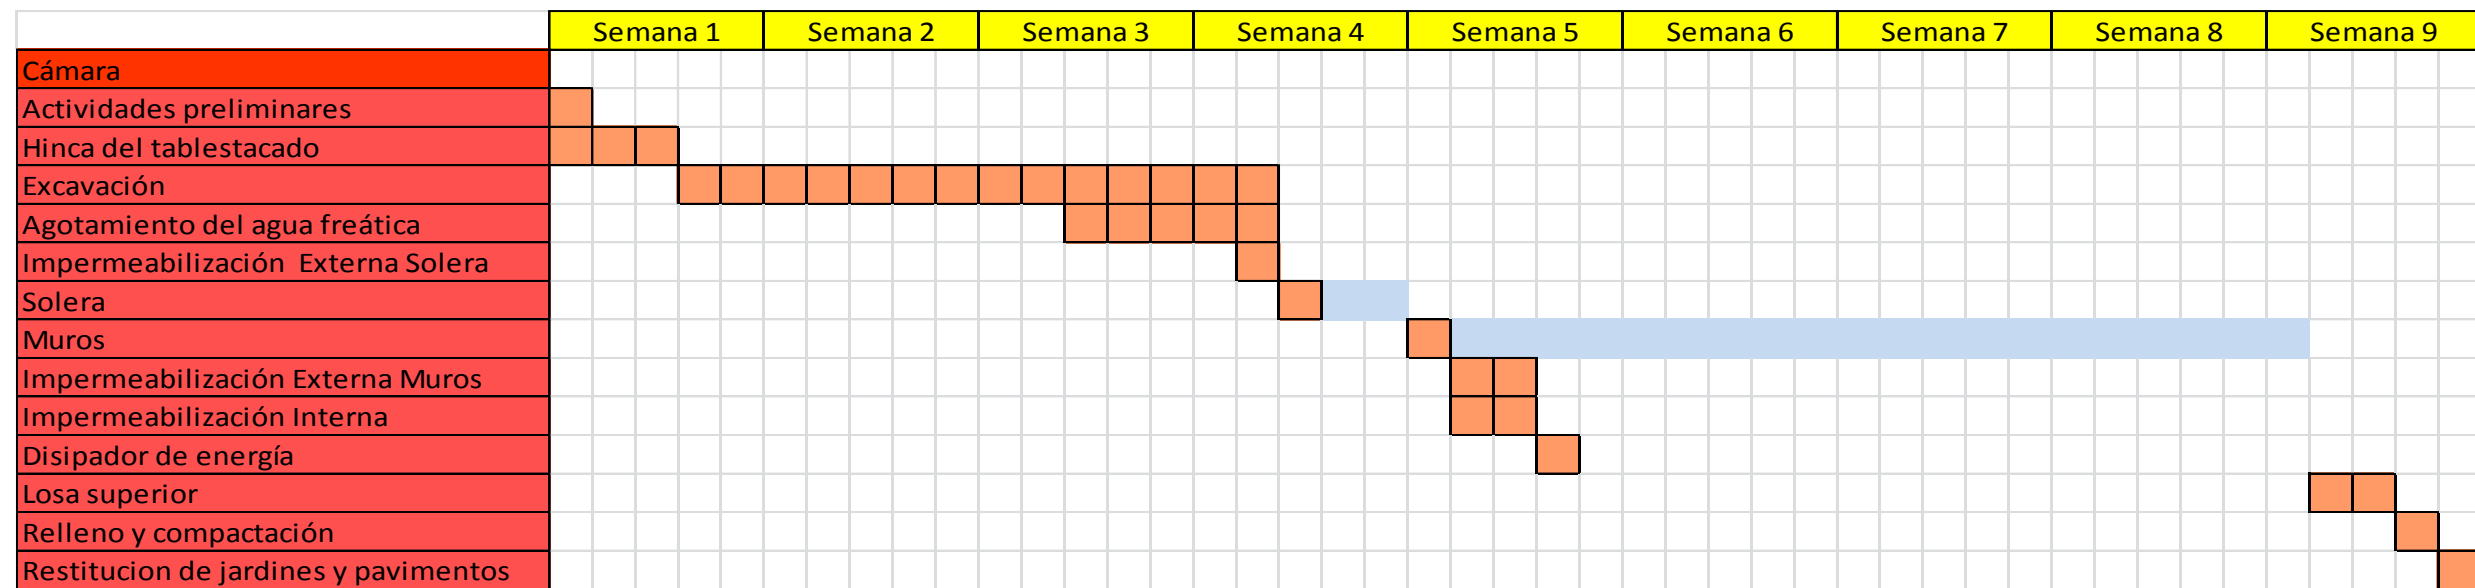 Semana 1 Semana 2 Semana 3 Semana 4 Semana 5 Semana 6 Semana 7 Semana 8 Semana 9
Cámara
Actividades preliminares
Hinca del tablestacado
Excavación
Agotamiento del agua freática
Impermeabilización  Externa Solera
Solera
Muros
Impermeabilización Externa Muros
Impermeabilización Interna
Disipador de energía
Losa superior
Relleno y compactación
Restitucion de jardines y pavimentos